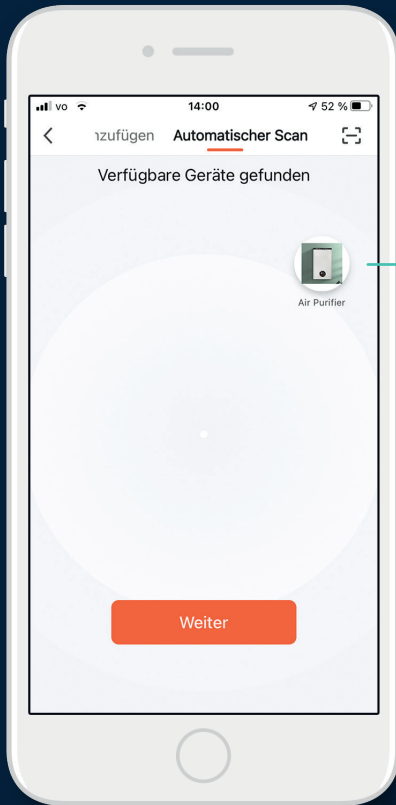 vo 14:00 52 %
nzufügen Automatischer Scan
Verfügbare Geräte gefunden
Air Purifier
Weiter